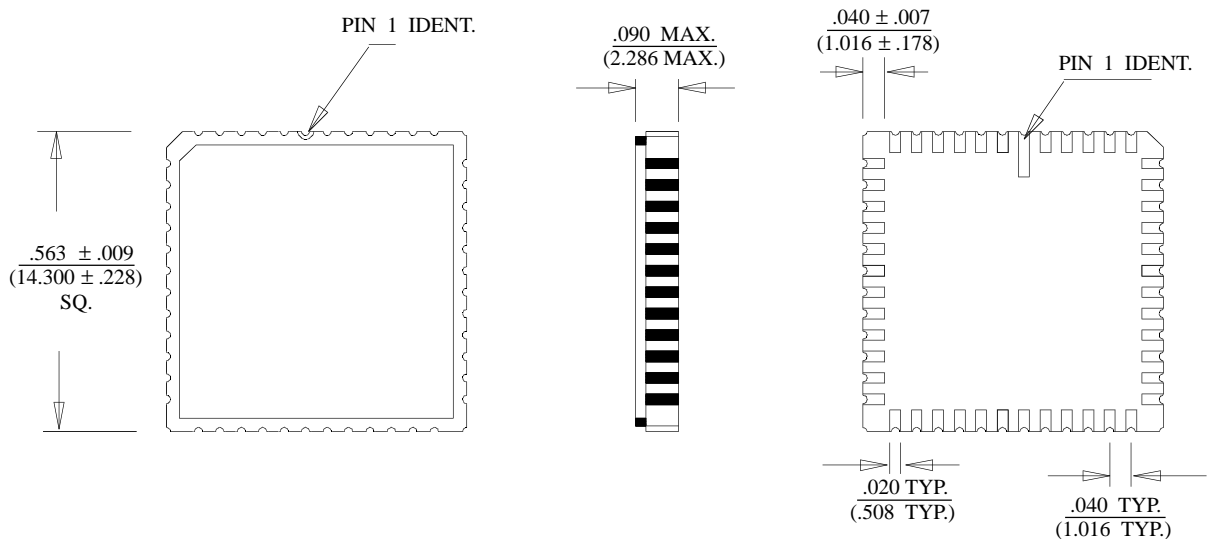 PIN 1 IDENT.
.090 MAX.
(2.286 MAX.)
.040 ± .007
(1.016 ± .178)
PIN 1 IDENT.
.563 ± .009
(14.300 ± .228)
SQ.
.020 TYP.
(.508 TYP.)
.040 TYP.
(1.016 TYP.)